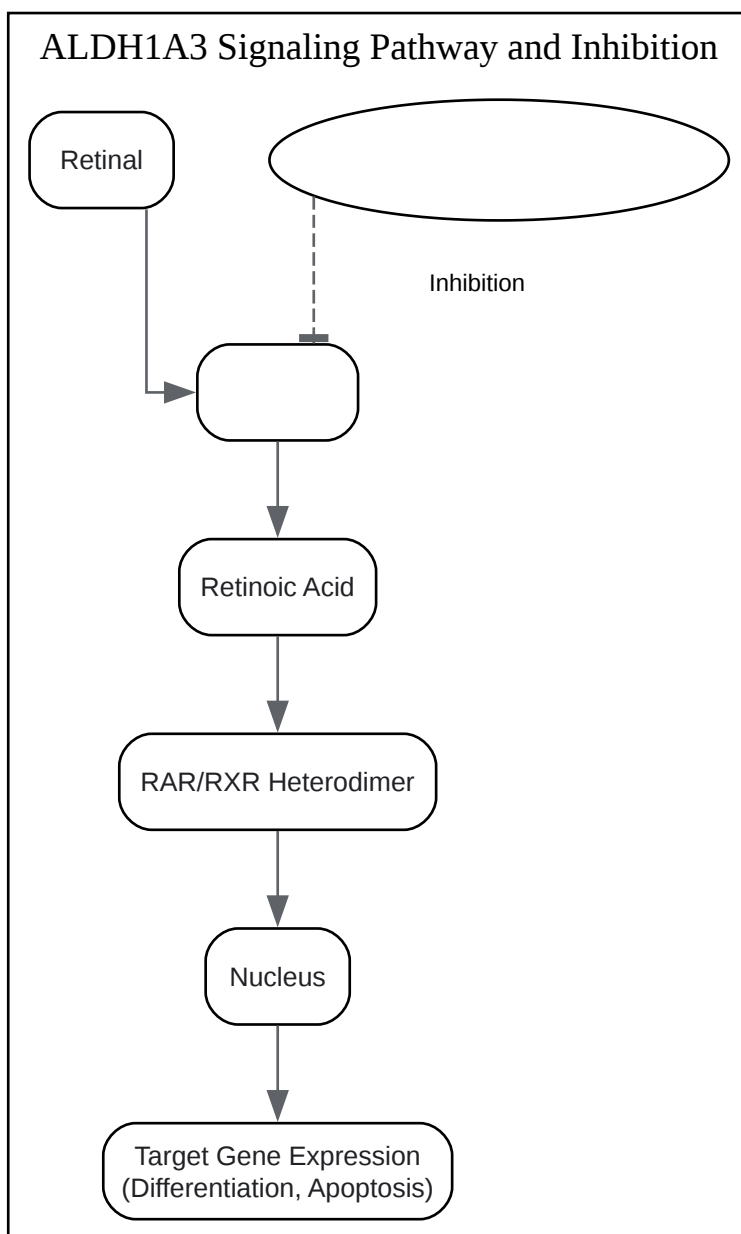 ALDH1A3 Signaling Pathway and Inhibition
Retinal
Inhibition
Retinoic Acid
RAR/RXR Heterodimer
Nucleus
Target Gene Expression
(Differentiation, Apoptosis)